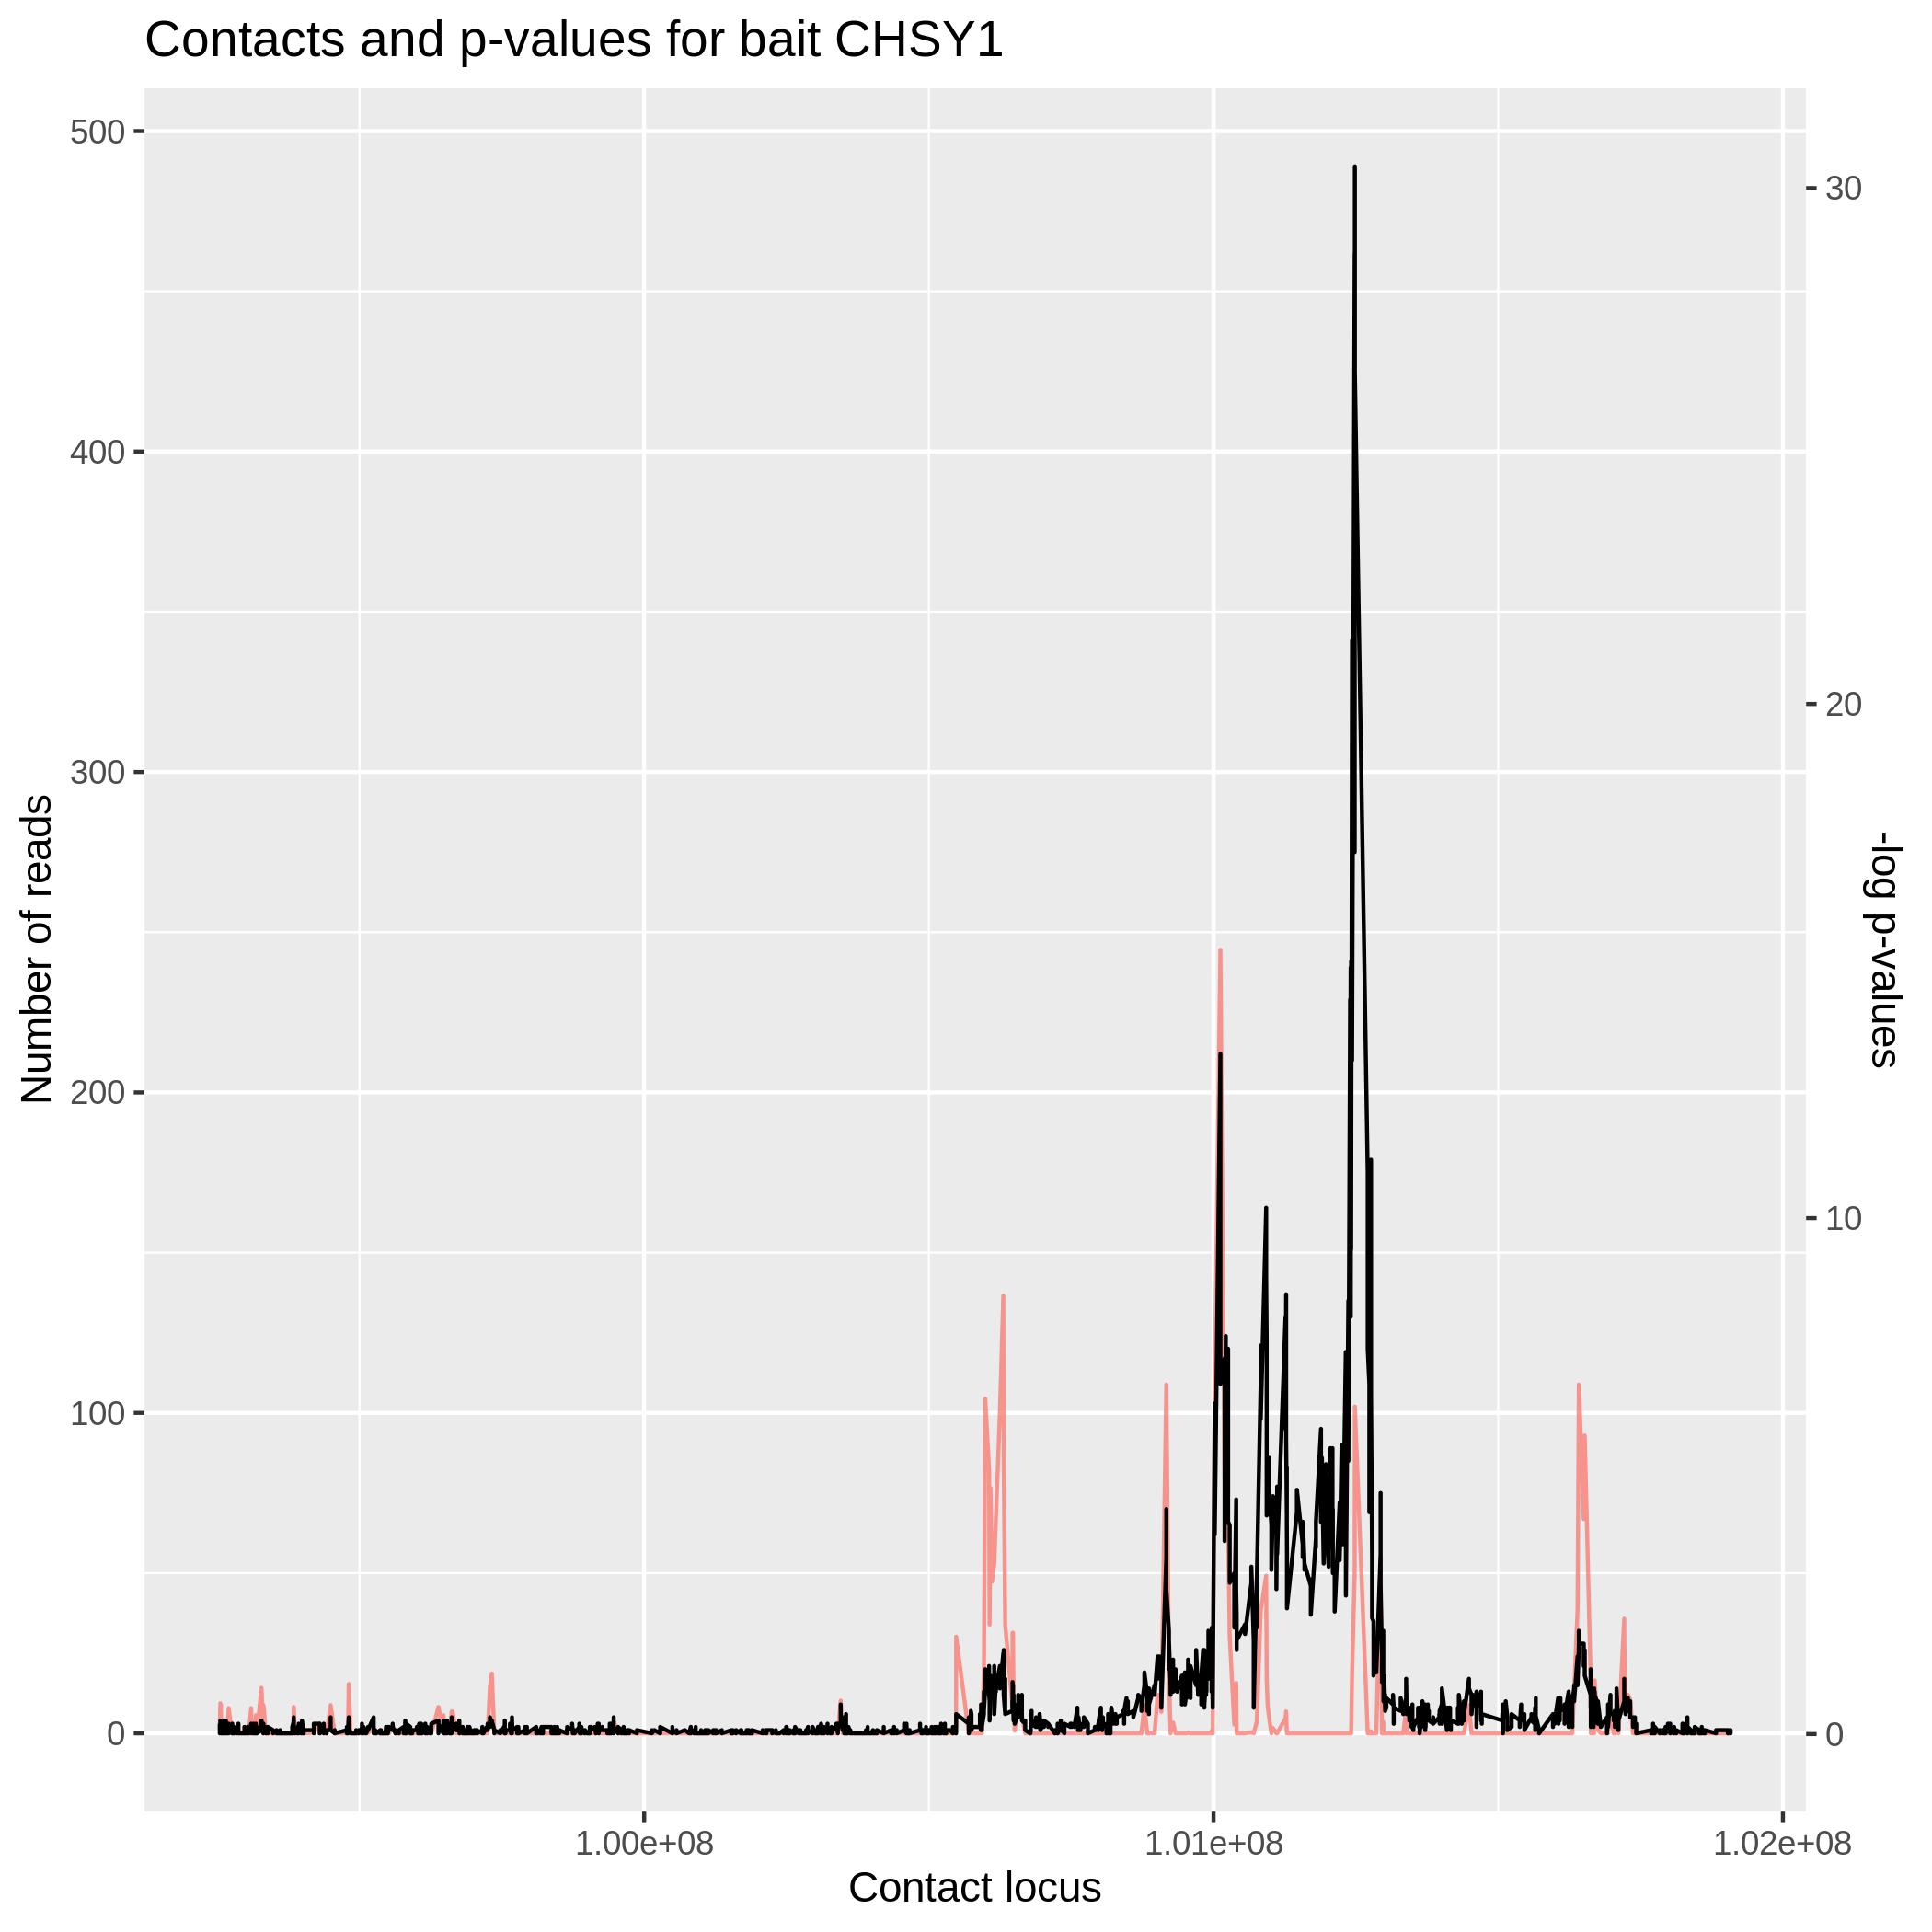 Contacts and p-values for bait CHSY1
500
400
300
200
100
0
Number of reads
30
20
10
0
-log p-values
1.00e+08
1.01e+08
1.02e+08
Contact locus